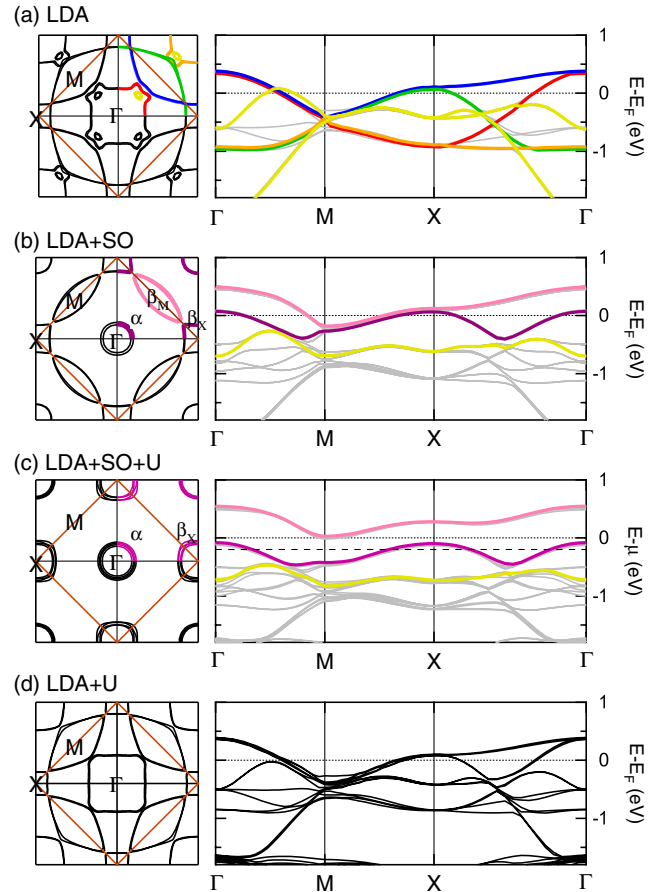 (a) LDA
M
X
Γ
1
0
-1
E-E_F (eV)
Γ M X Γ
(b) LDA+SO
M
β_M
β_X
α
X
Γ
1
0
-1
E-E_F (eV)
Γ M X Γ
(c) LDA+SO+U
M
α
β_X
X
Γ
1
0
-1
E-μ (eV)
Γ M X Γ
(d) LDA+U
M
X
Γ
1
0
-1
E-E_F (eV)
Γ M X Γ